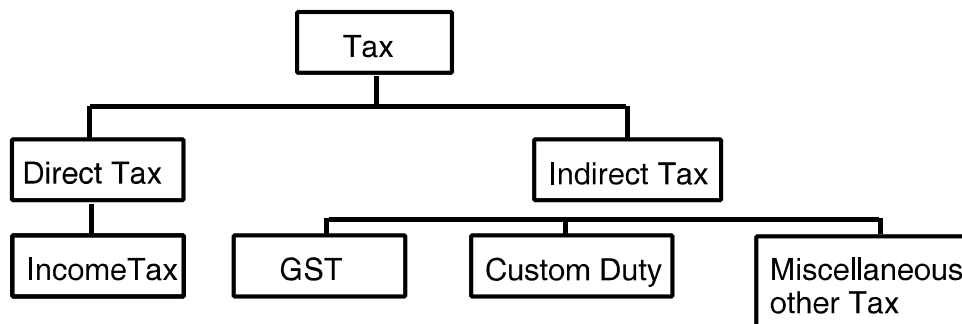 Tax
Direct Tax
Indirect Tax
IncomeTax
GST
Custom Duty
Miscellaneous
other Tax